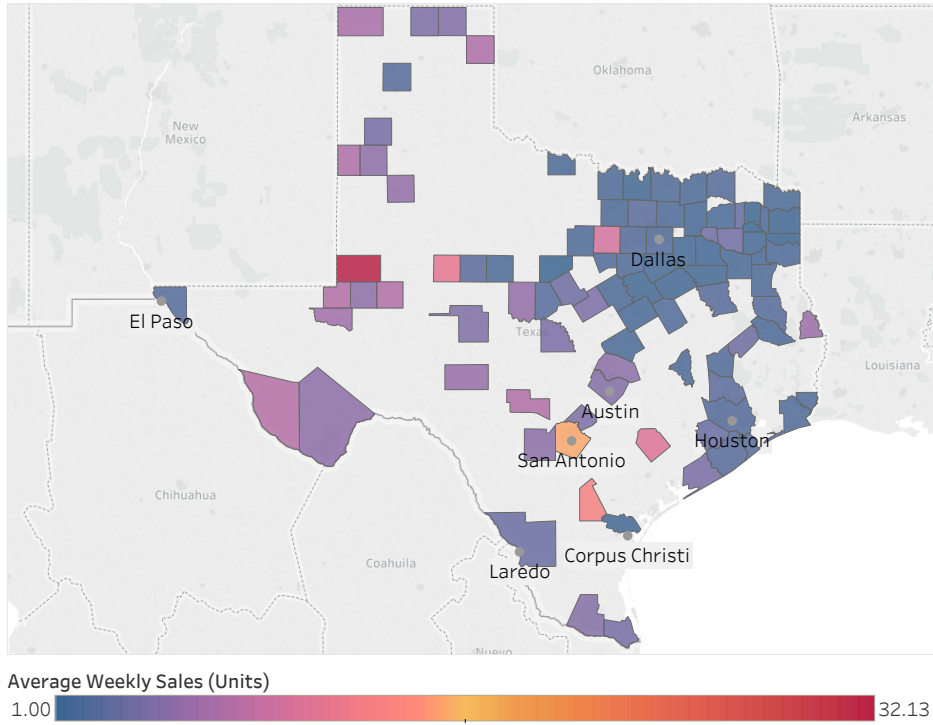 Oklahoma
New
Mexico
Arkansas
Dallas
El Paso
Texas
Louisiana
Austin
Houston
San Antonio
Chihuahua
Corpus Christi
Coahuila
Laredo
Nuevo
Average Weekly Sales (Units)
1.00 32.13